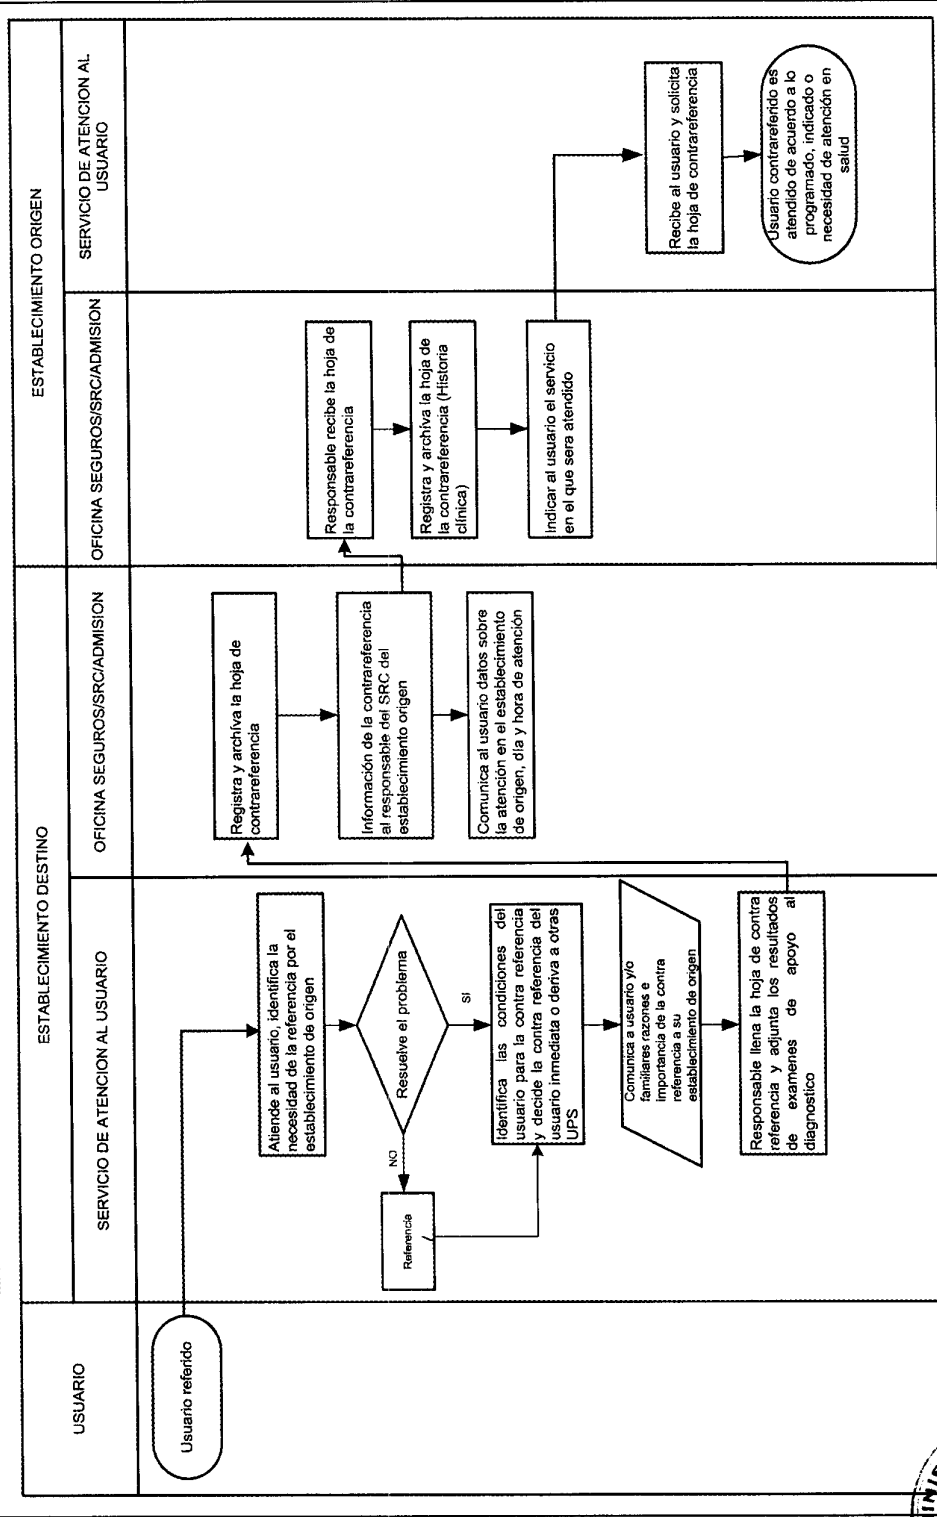 USUARIO
ESTABLECIMIENTO DESTINO
ESTABLECIMIENTO ORIGEN
SERVICIO DE ATENCION AL USUARIO
OFICINA SEGUROS/SRC/ADMISION
OFICINA SEGUROS/SRC/ADMISION
SERVICIO DE ATENCION AL
USUARIO
Usuario referido
Atiende al usuario, identifica la
necesidad de la referencia por el
establecimiento de origen
Resuelve el problema
NO
SI
Referencia
Identifica las condiciones del
usuario para la contra referencia
y decide la contra referencia del
usuario inmediata o deriva a otras
UPS
Comunica a usuario y/o
familiares razones e
importancia de la contra
referencia a su
establecimiento de origen
Responsable llena la hoja de contra
referencia y adjunta los resultados
de examenes de apoyo al
diagnostico
Registra y archíva la hoja de
contrareferencia
Información de la contrareferencia
al responsable del SRC del
establecimiento origen
Comunica al usuario datos sobre
la atención en el establecimiento
de origen, día y hora de atención
Responsable recibe la hoja de
la contrareferencia
Registra y archíva la hoja de
la contrareferencia (Historia
clínica)
Indicar al usuario el servicio
en el que sera atendido
Recibe al usuario y solicita
la hoja de contrareferencia
Usuario contrareferido es
atendido de acuerdo a lo
programado, indicado o
necesidad de atención en
salud